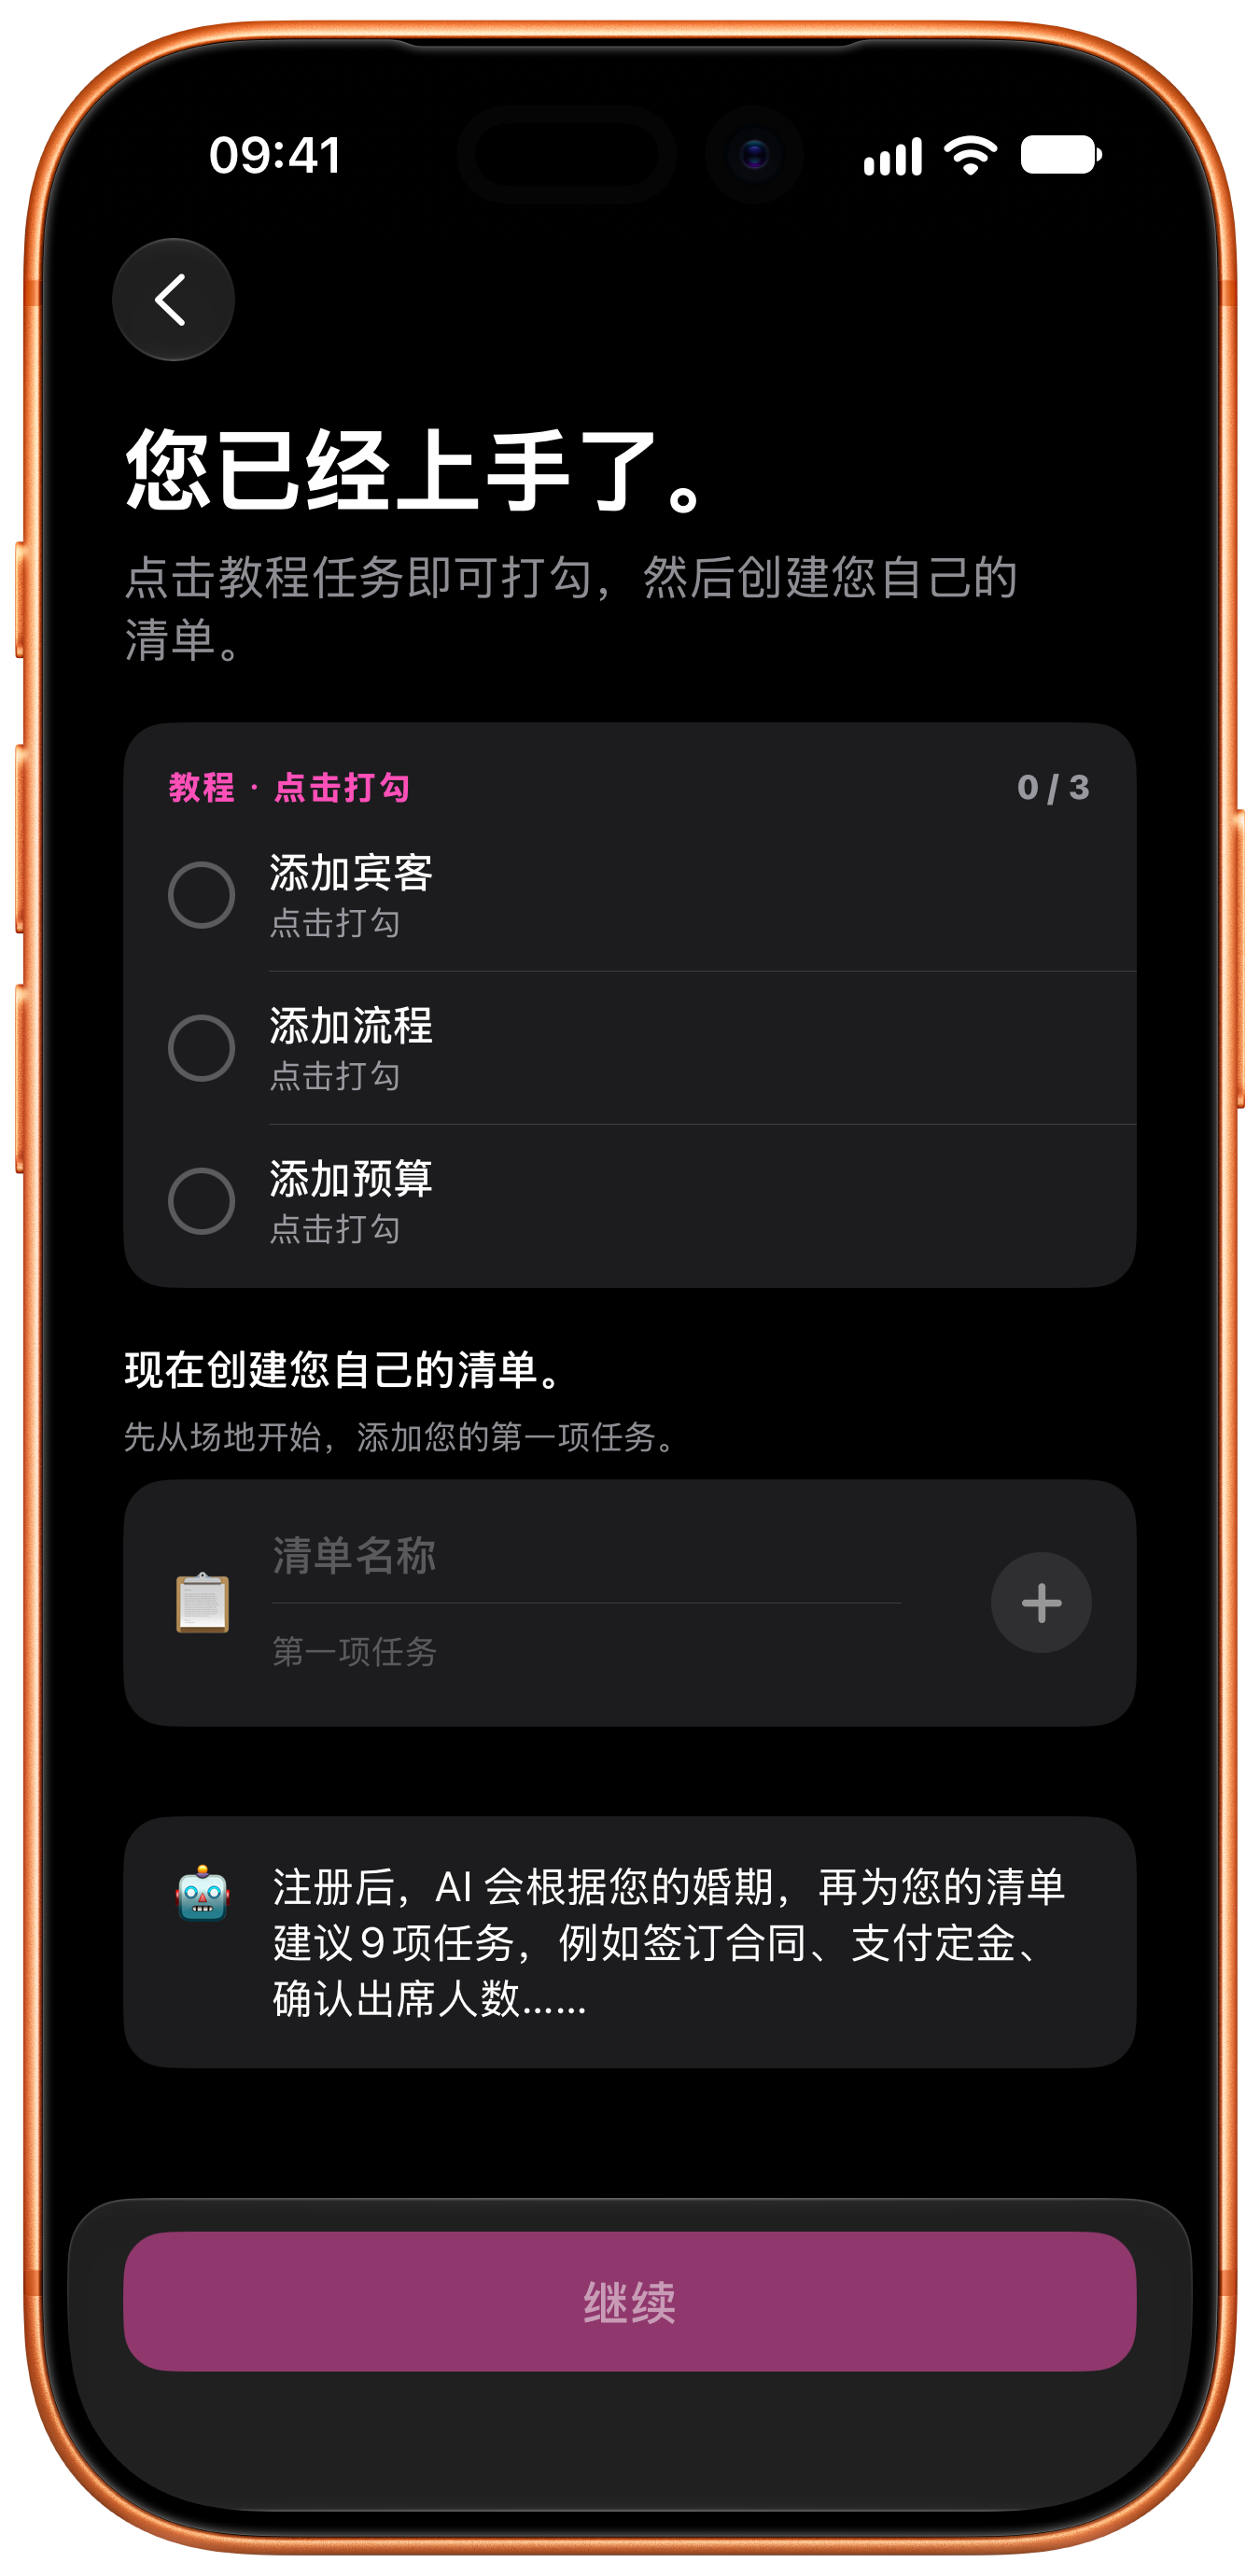 09:41
您已经上手了。
点击教程任务即可打勾，然后创建您自己的
清单。
教程 · 点击打勾
0 / 3
添加宾客
点击打勾
添加流程
点击打勾
添加预算
点击打勾
现在创建您自己的清单。
先从场地开始，添加您的第一项任务。
清单名称
第一项任务
注册后，AI 会根据您的婚期，再为您的清单
建议 9 项任务，例如签订合同、支付定金、
确认出席人数……
继续